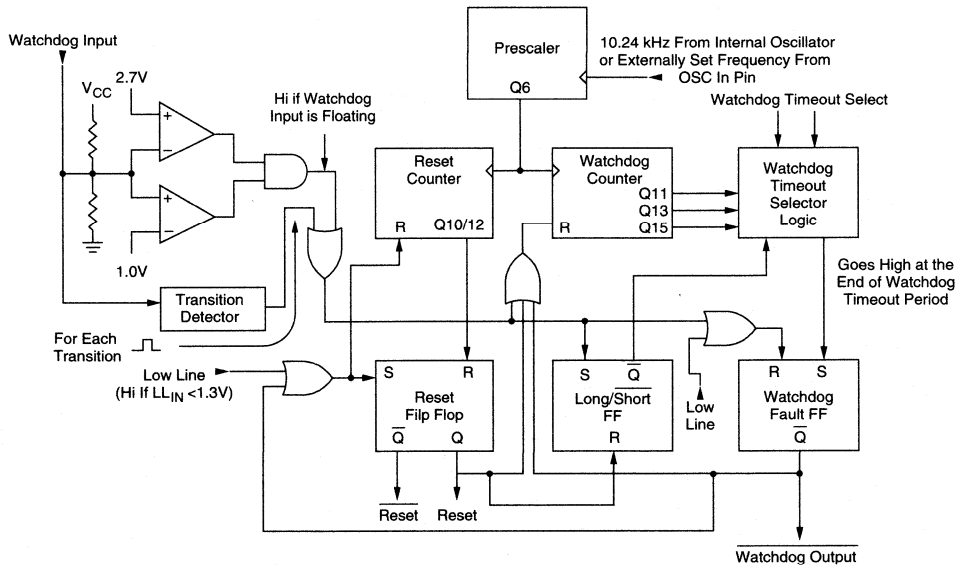 Watchdog Input
VCC
2.7V
+
−
+
−
1.0V
Hi if Watchdog
Input is Floating
Prescaler
Q6
10.24 kHz From Internal Oscillator
or Externally Set Frequency From
OSC In Pin
Watchdog Timeout Select
Reset
Counter
R
Q10/12
Watchdog
Counter
Q11
Q13
Q15
R
Watchdog
Timeout
Selector
Logic
Goes High at the
End of Watchdog
Timeout Period
Transition
Detector
For Each
Transition
Low Line
(Hi If LLIN <1.3V)
S
R̅
Reset
Filp Flop
Q̅
Q
R̅e̅s̅e̅t̅
Reset
S
Q̅
Long/S̅h̅o̅r̅t̅
FF
R
Low
Line
R
S
Watchdog
Fault FF
Q̅
W̅a̅t̅c̅h̅d̅o̅g̅ ̅O̅u̅t̅p̅u̅t̅